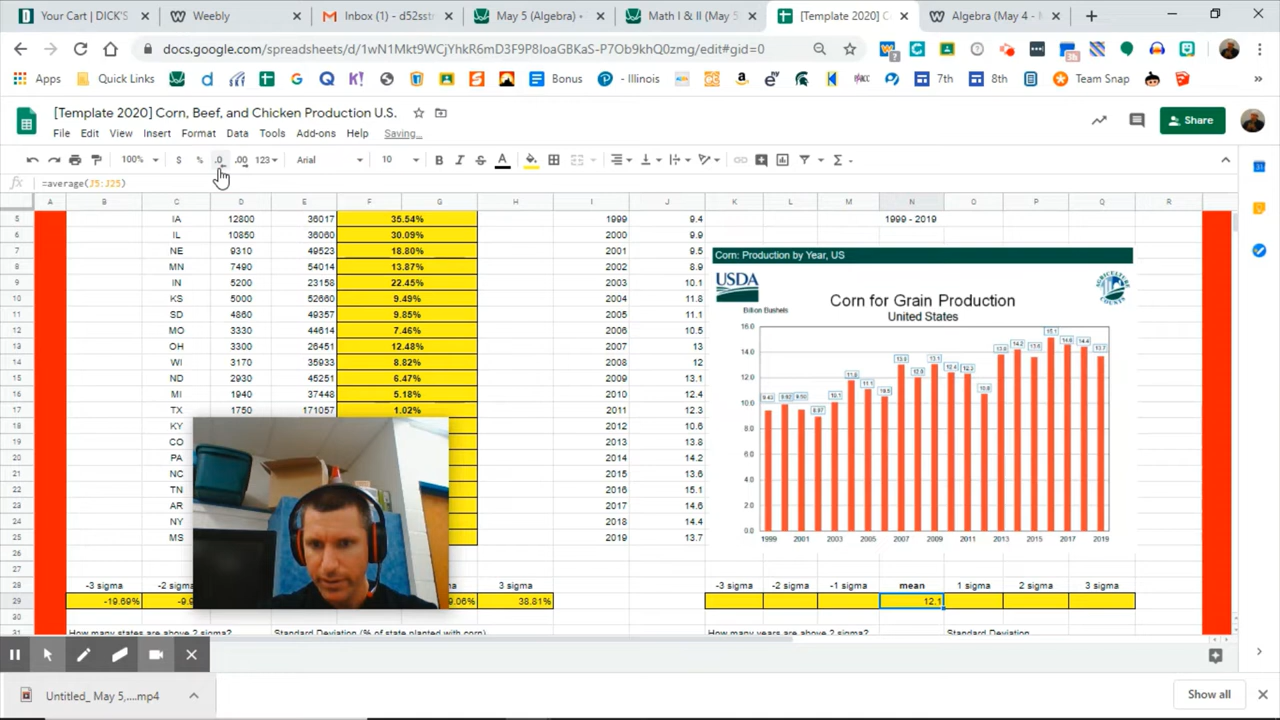 Your Cart | DICK'S
Weebly
Inbox (1) - d52sst
May 5 (Algebra) •
Math I & II (May 5
[Template 2020] C
Algebra (May 4 -
docs.google.com/spreadsheets/d/1wN1Mkt9WCjYhkR6mD3F9P8IoaGBKaS-P7Ob9khQ0zmg/edit#gid=0
Apps
Quick Links
Bonus
- Illinois
7th
8th
Team Snap
[Template 2020] Corn, Beef, and Chicken Production U.S.
Share
File Edit View Insert Format Data Tools Add-ons Help Saving...
100% $ % .0 .00 123 Arial 10 B I S A
fx =average(J5:J25)
A B C D E F G H I J K L M N O P Q R
5 IA 12800 36017 35.54% 1999 9.4 1999 - 2019
6 IL 10850 36060 30.09% 2000 9.9
7 NE 9310 49523 18.80% 2001 9.5
8 MN 7490 54014 13.87% 2002 8.9
9 IN 5200 23158 22.45% 2003 10.1
10 KS 5000 52660 9.49% 2004 11.8
11 SD 4860 49357 9.85% 2005 11.1
12 MO 3300 44614 7.46% 2006 10.5
13 OH 3300 26451 12.48% 2007 13
14 WI 3170 35933 8.82% 2008 12
15 ND 2930 45251 6.47% 2009 13.1
16 MI 1940 37448 5.18% 2010 12.4
17 TX 1750 171057 1.02% 2011 12.3
18 KY 2012 10.6
19 CO 2013 13.8
20 PA 2014 14.2
21 NC 2015 13.6
22 TN 2016 15.1
23 AR 2017 14.6
24 NY 2018 14.4
25 MS 2019 13.7
26
27
Corn: Production by Year, US
USDA
Corn for Grain Production
United States
Billion Bushels
16.0
14.0
12.0
10.0
8.0
6.0
4.0
2.0
0.0
1999 2001 2003 2005 2007 2009 2011 2013 2015 2017 2019
28 -3 sigma -2 sigma 3 sigma -3 sigma -2 sigma -1 sigma mean 1 sigma 2 sigma 3 sigma
29 -19.69% 38.81% 12.1
30
31 How many states are above 2 sigma? Standard Deviation (% of state planted with corn) How many years are above 2 sigma? Standard Deviation
Untitled_ May 5,....mp4
Show all